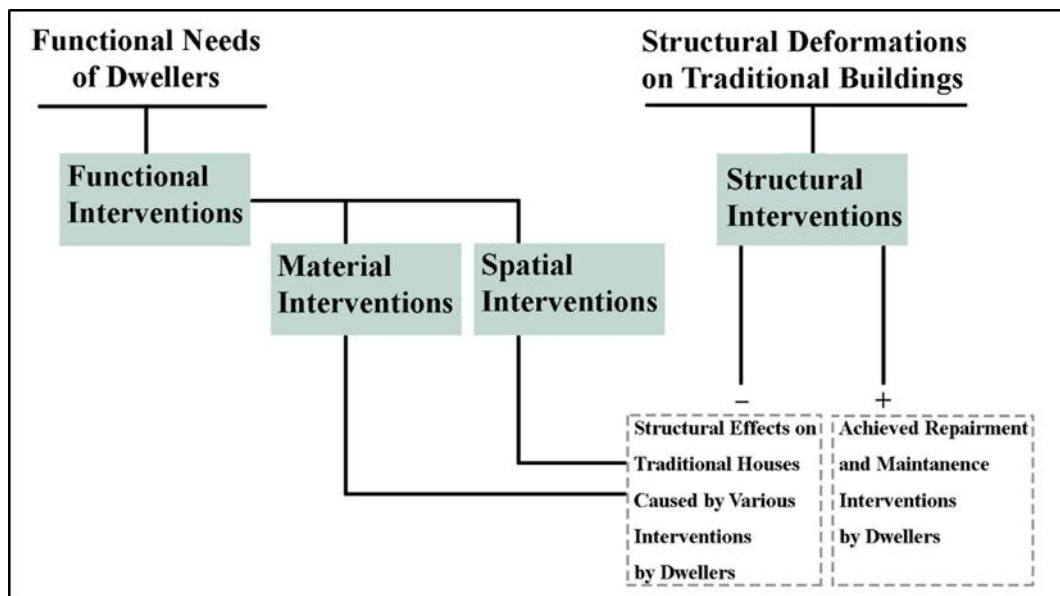 Functional Needs
of Dwellers
Structural Deformations
on Traditional Buildings
Functional
Interventions
Structural
Interventions
Material
Interventions
Spatial
Interventions
–
+
Structural Effects on
Traditional Houses
Caused by Various
Interventions
by Dwellers
Achieved Repairment
and Maintanence
Interventions
by Dwellers